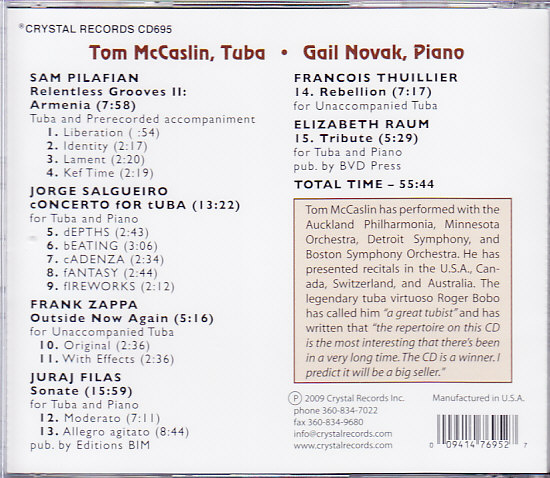 ®CRYSTAL RECORDS CD695
Tom McCaslin, Tuba • Gail Novak, Piano
SAM PILAFIAN
Relentless Grooves II:
Armenia (7:58)
Tuba and Prerecorded accompaniment
1. Liberation ( :54)
2. Identity (2:17)
3. Lament (2:20)
4. Kef Time (2:19)
JORGE SALGUEIRO
cONCERTO fOR tUBA (13:22)
for Tuba and Piano
5. dEPTHS (2:43)
6. bEATING (3:06)
7. cADENZA (2:34)
8. fANTASY (2:44)
9. fIREWORKS (2:12)
FRANK ZAPPA
Outside Now Again (5:16)
for Unaccompanied Tuba
10. Original (2:36)
11. With Effects (2:36)
JURAJ FILAS
Sonate (15:59)
for Tuba and Piano
12. Moderato (7:11)
13. Allegro agitato (8:44)
pub. by Editions BIM
FRANCOIS THUILLIER
14. Rebellion (7:17)
for Unaccompanied Tuba
ELIZABETH RAUM
15. Tribute (5:29)
for Tuba and Piano
pub. by BVD Press
TOTAL TIME – 55:44
Tom McCaslin has performed with the
Auckland Philharmonia, Minnesota
Orchestra, Detroit Symphony, and
Boston Symphony Orchestra. He has
presented recitals in the U.S.A., Can-
ada, Switzerland, and Australia. The
legendary tuba virtuoso Roger Bobo
has called him "a great tubist" and has
written that "the repertoire on this CD
is the most interesting that there's been
in a very long time. The CD is a winner. I
predict it will be a big seller."
Ⓟ 2009 Crystal Records Inc.
phone 360-834-7022
fax 360-834-9680
info@crystalrecords.com
crystalrecords.com
Manufactured in U.S.A.
0 09414 76952 7